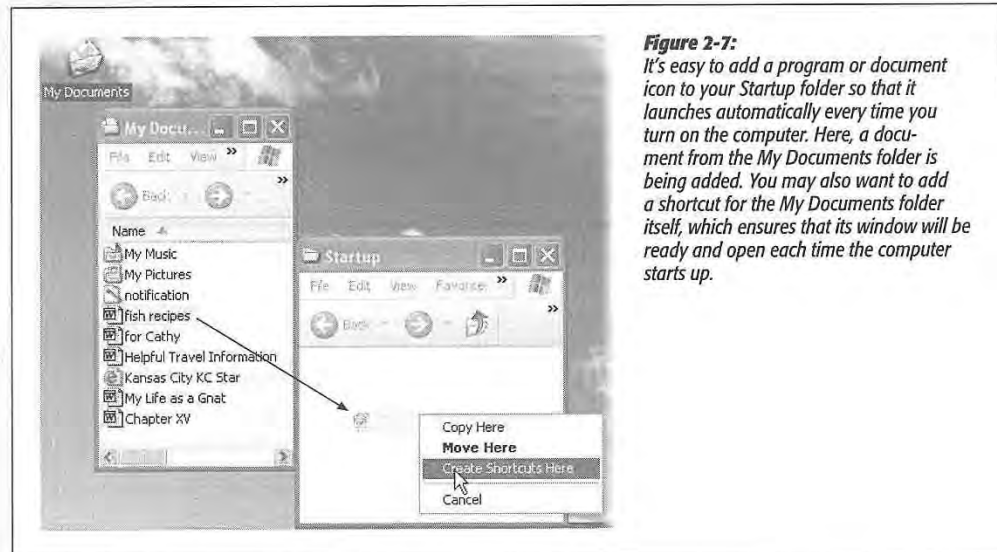 My Documents
My Docu...
File Edit View »
Back
»
Name
My Music
My Pictures
notification
fish recipes
for Cathy
Helpful Travel Information
Kansas City KC Star
My Life as a Gnat
Chapter XV
Startup
File Edit View Favorites »
Back
»
Copy Here
Move Here
Create Shortcuts Here
Cancel
Figure 2-7:
It's easy to add a program or document
icon to your Startup folder so that it
launches automatically every time you
turn on the computer. Here, a docu-
ment from the My Documents folder is
being added. You may also want to add
a shortcut for the My Documents folder
itself, which ensures that its window will be
ready and open each time the computer
starts up.